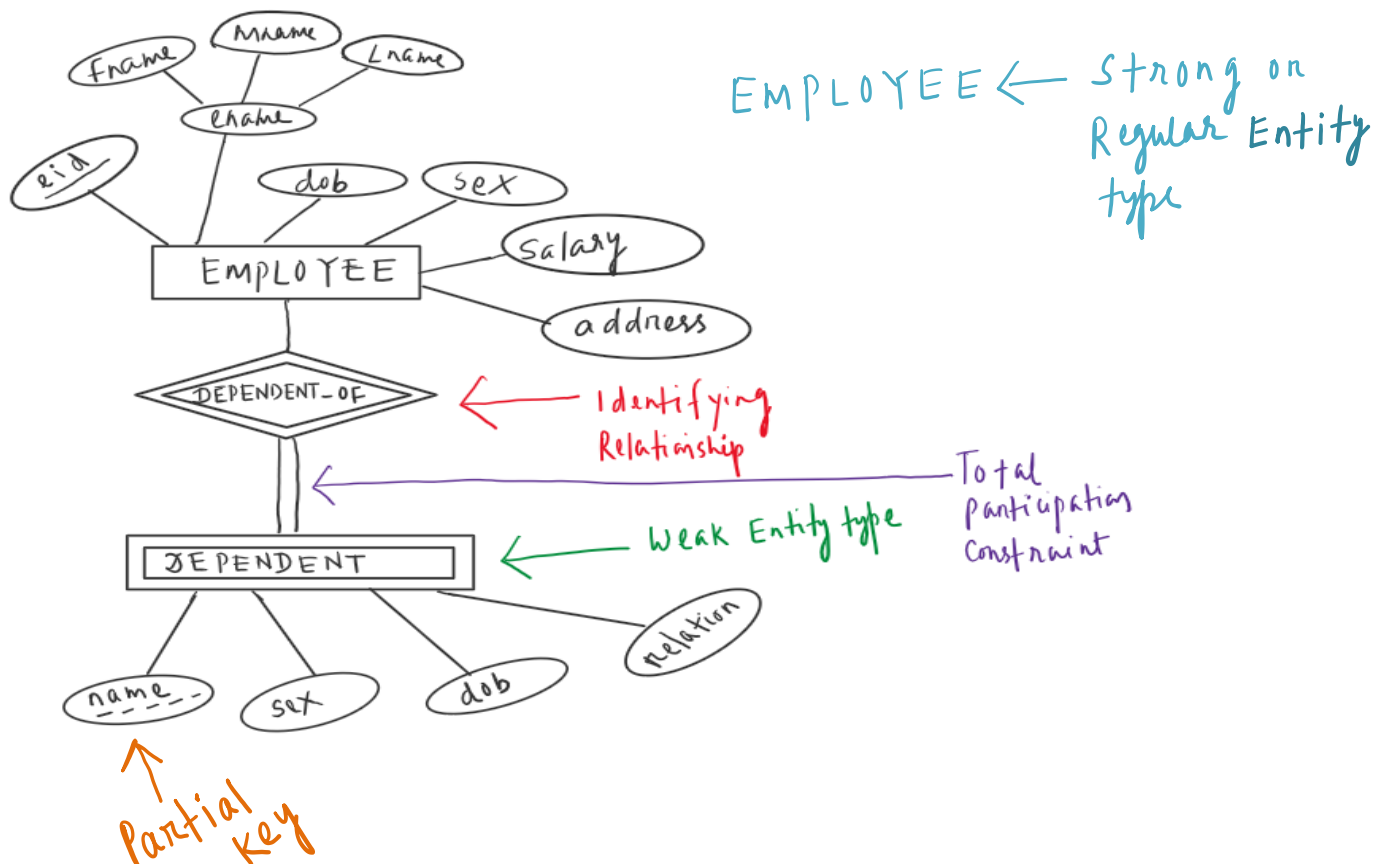 Fname
Mname
Lname
ename
eid
dob
sex
EMPLOYEE
salary
address
EMPLOYEE
Strong or
Regular Entity
type
DEPENDENT_OF
Identifying
Relationship
Total
Participation
Constraint
Weak Entity type
DEPENDENT
name
sex
dob
relation
Partial
Key